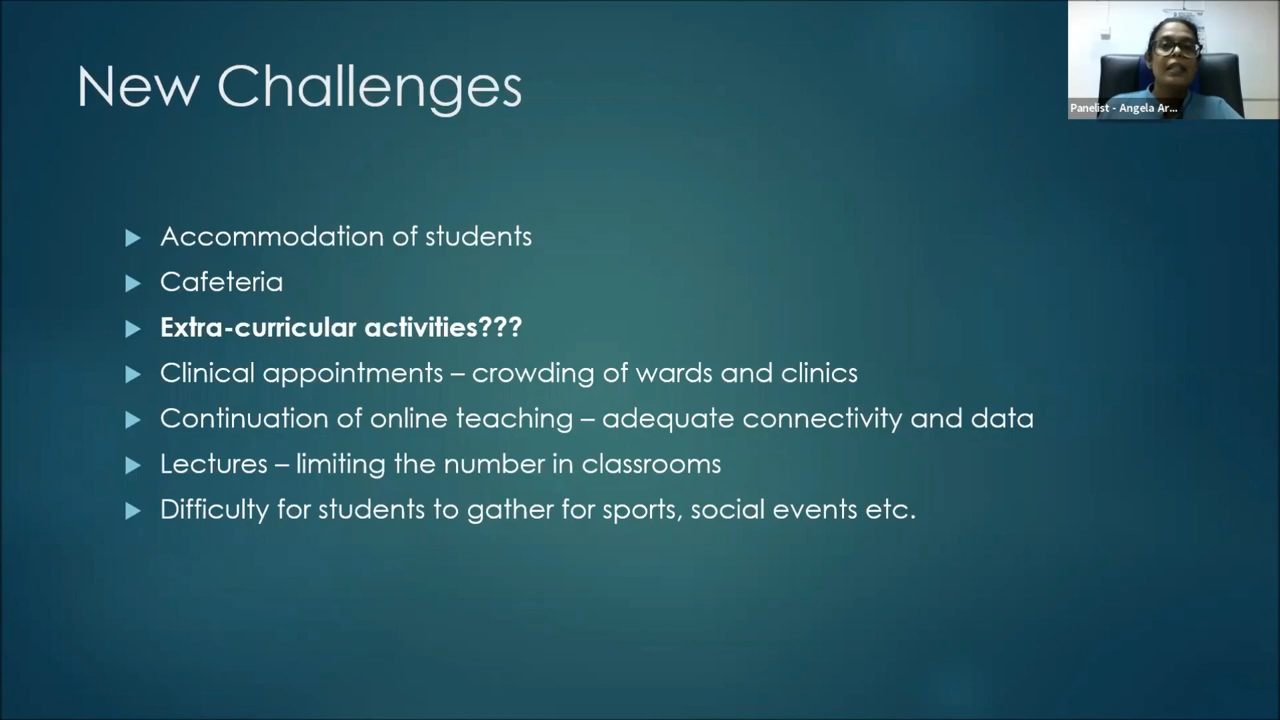 New Challenges
Panelist - Angela Ar...
Accommodation of students
Cafeteria
Extra-curricular activities???
Clinical appointments – crowding of wards and clinics
Continuation of online teaching – adequate connectivity and data
Lectures – limiting the number in classrooms
Difficulty for students to gather for sports, social events etc.